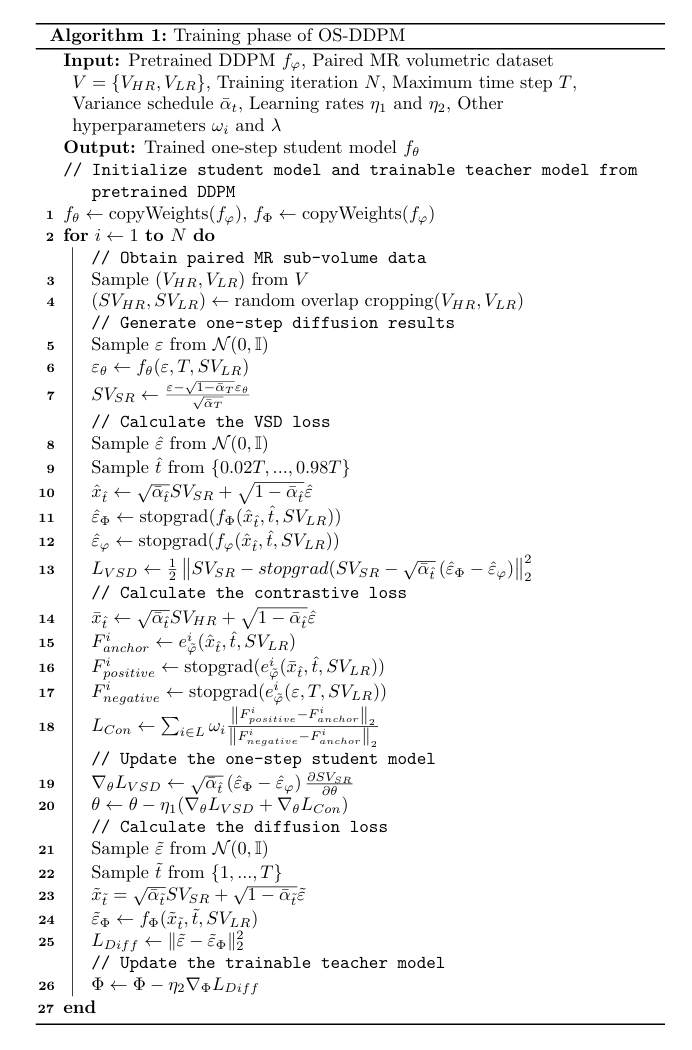 Algorithm 1: Training phase of OS-DDPM
Input: Pretrained DDPM $f_{\varphi}$, Paired MR volumetric dataset
$V = \{V_{HR}, V_{LR}\}$, Training iteration $N$, Maximum time step $T$,
Variance schedule $\bar{\alpha}_t$, Learning rates $\eta_1$ and $\eta_2$, Other
hyperparameters $\omega_i$ and $\lambda$
Output: Trained one-step student model $f_{\theta}$
// Initialize student model and trainable teacher model from
pretrained DDPM
1 $f_{\theta} \leftarrow \text{copyWeights}(f_{\varphi})$, $f_{\Phi} \leftarrow \text{copyWeights}(f_{\varphi})$
2 for $i \leftarrow 1$ to $N$ do
// Obtain paired MR sub-volume data
3 Sample $(V_{HR}, V_{LR})$ from $V$
4 $(SV_{HR}, SV_{LR}) \leftarrow \text{random overlap cropping}(V_{HR}, V_{LR})$
// Generate one-step diffusion results
5 Sample $\varepsilon$ from $\mathcal{N}(0, \mathbb{I})$
6 $\varepsilon_{\theta} \leftarrow f_{\theta}(\varepsilon, T, SV_{LR})$
7 $SV_{SR} \leftarrow \frac{\varepsilon - \sqrt{1-\bar{\alpha}_T}\varepsilon_{\theta}}{\sqrt{\bar{\alpha}_T}}$
// Calculate the VSD loss
8 Sample $\hat{\varepsilon}$ from $\mathcal{N}(0, \mathbb{I})$
9 Sample $\hat{t}$ from $\{0.02T, ..., 0.98T\}$
10 $\hat{x}_{\hat{t}} \leftarrow \sqrt{\bar{\alpha}_{\hat{t}}}SV_{SR} + \sqrt{1-\bar{\alpha}_{\hat{t}}}\hat{\varepsilon}$
11 $\hat{\varepsilon}_{\Phi} \leftarrow \text{stopgrad}(f_{\Phi}(\hat{x}_{\hat{t}}, \hat{t}, SV_{LR}))$
12 $\hat{\varepsilon}_{\varphi} \leftarrow \text{stopgrad}(f_{\varphi}(\hat{x}_{\hat{t}}, \hat{t}, SV_{LR}))$
13 $L_{VSD} \leftarrow \frac{1}{2} \left\| SV_{SR} - stopgrad(SV_{SR} - \sqrt{\bar{\alpha}_{\hat{t}}} (\hat{\varepsilon}_{\Phi} - \hat{\varepsilon}_{\varphi}) \right\|_2^2$
// Calculate the contrastive loss
14 $\bar{x}_{\hat{t}} \leftarrow \sqrt{\bar{\alpha}_{\hat{t}}}SV_{HR} + \sqrt{1-\bar{\alpha}_{\hat{t}}}\hat{\varepsilon}$
15 $F^i_{anchor} \leftarrow e^i_{\tilde{\varphi}}(\hat{x}_{\hat{t}}, \hat{t}, SV_{LR})$
16 $F^i_{positive} \leftarrow \text{stopgrad}(e^i_{\tilde{\varphi}}(\bar{x}_{\hat{t}}, \hat{t}, SV_{LR}))$
17 $F^i_{negative} \leftarrow \text{stopgrad}(e^i_{\tilde{\varphi}}(\varepsilon, T, SV_{LR}))$
18 $L_{Con} \leftarrow \sum_{i \in L} \omega_i \frac{\left\| F^i_{positive} - F^i_{anchor} \right\|_2}{\left\| F^i_{negative} - F^i_{anchor} \right\|_2}$
// Update the one-step student model
19 $\nabla_{\theta} L_{VSD} \leftarrow \sqrt{\bar{\alpha}_{\hat{t}}} (\hat{\varepsilon}_{\Phi} - \hat{\varepsilon}_{\varphi}) \frac{\partial SV_{SR}}{\partial \theta}$
20 $\theta \leftarrow \theta - \eta_1(\nabla_{\theta} L_{VSD} + \nabla_{\theta} L_{Con})$
// Calculate the diffusion loss
21 Sample $\tilde{\varepsilon}$ from $\mathcal{N}(0, \mathbb{I})$
22 Sample $\tilde{t}$ from $\{1, ..., T\}$
23 $\tilde{x}_{\tilde{t}} = \sqrt{\bar{\alpha}_{\tilde{t}}}SV_{SR} + \sqrt{1-\bar{\alpha}_{\tilde{t}}}\tilde{\varepsilon}$
24 $\tilde{\varepsilon}_{\Phi} \leftarrow f_{\Phi}(\tilde{x}_{\tilde{t}}, \tilde{t}, SV_{LR})$
25 $L_{Diff} \leftarrow \|\tilde{\varepsilon} - \tilde{\varepsilon}_{\Phi}\|_2^2$
// Update the trainable teacher model
26 $\Phi \leftarrow \Phi - \eta_2 \nabla_{\Phi} L_{Diff}$
27 end